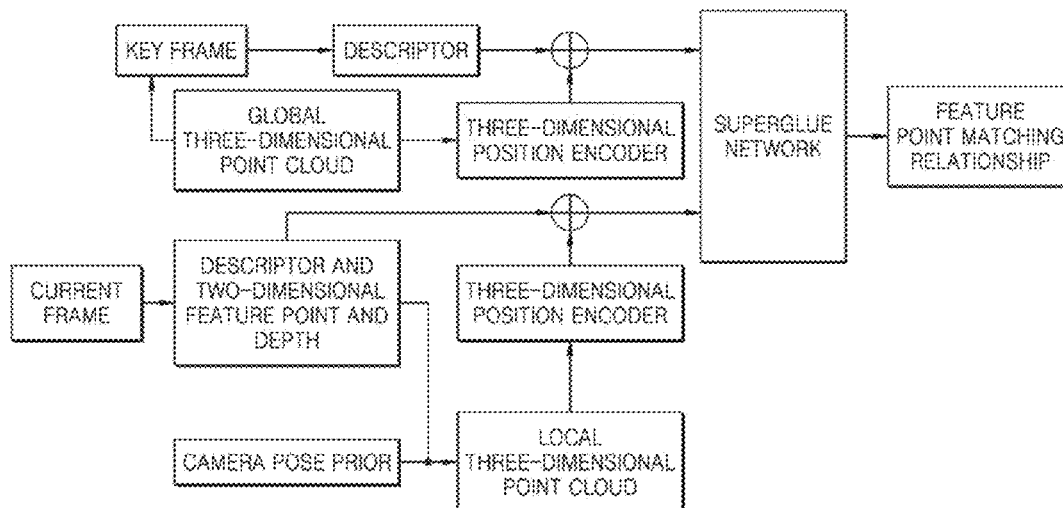 KEY FRAME
DESCRIPTOR
GLOBAL
THREE-DIMENSIONAL
POINT CLOUD
THREE-DIMENSIONAL
POSITION ENCODER
SUPERGLUE
NETWORK
FEATURE
POINT MATCHING
RELATIONSHIP
CURRENT
FRAME
DESCRIPTOR AND
TWO-DIMENSIONAL
FEATURE POINT AND
DEPTH
THREE-DIMENSIONAL
POSITION ENCODER
CAMERA POSE PRIOR
LOCAL
THREE-DIMENSIONAL
POINT CLOUD